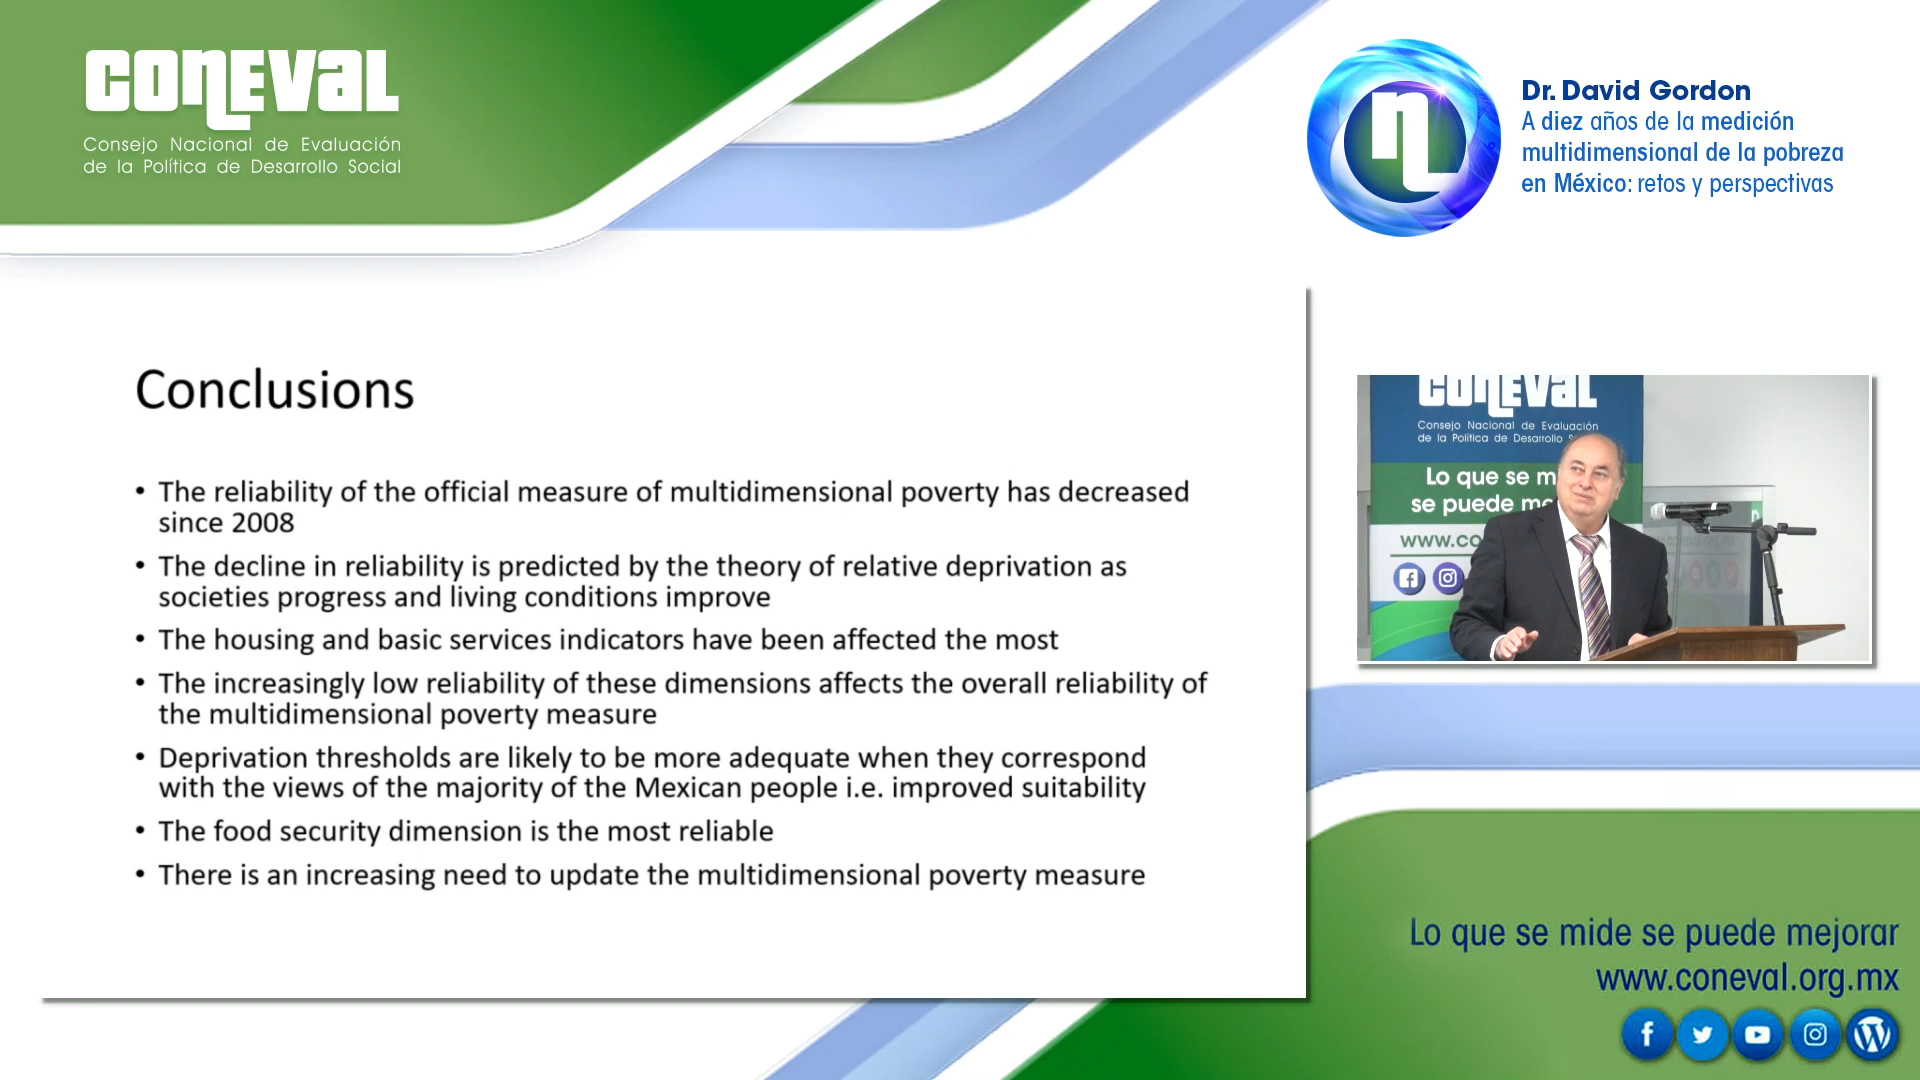 CONEVAL
Consejo Nacional de Evaluación
de la Política de Desarrollo Social
Dr. David Gordon
A diez años de la medición
multidimensional de la pobreza
en México: retos y perspectivas
Conclusions
• The reliability of the official measure of multidimensional poverty has decreased
since 2008
• The decline in reliability is predicted by the theory of relative deprivation as
societies progress and living conditions improve
• The housing and basic services indicators have been affected the most
• The increasingly low reliability of these dimensions affects the overall reliability of
the multidimensional poverty measure
• Deprivation thresholds are likely to be more adequate when they correspond
with the views of the majority of the Mexican people i.e. improved suitability
• The food security dimension is the most reliable
• There is an increasing need to update the multidimensional poverty measure
CONEVAL
Consejo Nacional de Evaluación
de la Política de Desarrollo
Lo que se
se puede
Lo que se mide se puede mejorar
www.coneval.org.mx